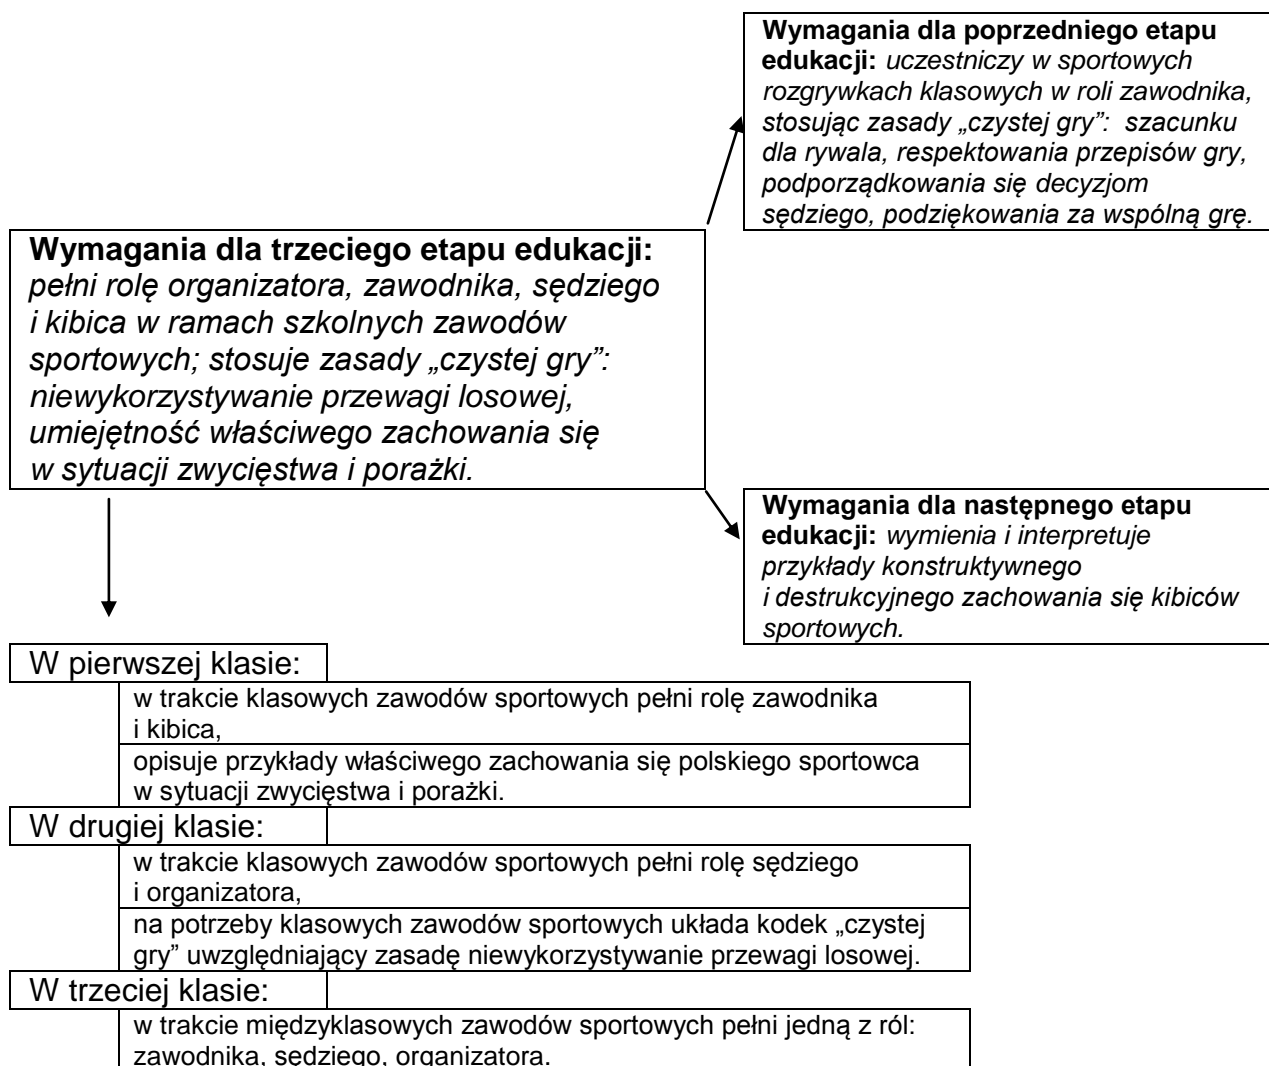 Wymagania dla poprzedniego etapu
edukacji: uczestniczy w sportowych
rozgrywkach klasowych w roli zawodnika,
stosując zasady „czystej gry”: szacunku
dla rywala, respektowania przepisów gry,
podporządkowania się decyzjom
sędziego, podziękowania za wspólną grę.
Wymagania dla trzeciego etapu edukacji:
pełni rolę organizatora, zawodnika, sędziego
i kibica w ramach szkolnych zawodów
sportowych; stosuje zasady „czystej gry”:
niewykorzystywanie przewagi losowej,
umiejętność właściwego zachowania się
w sytuacji zwycięstwa i porażki.
Wymagania dla następnego etapu
edukacji: wymienia i interpretuje
przykłady konstruktywnego
i destrukcyjnego zachowania się kibiców
sportowych.
W pierwszej klasie:
w trakcie klasowych zawodów sportowych pełni rolę zawodnika
i kibica,
opisuje przykłady właściwego zachowania się polskiego sportowca
w sytuacji zwycięstwa i porażki.
W drugiej klasie:
w trakcie klasowych zawodów sportowych pełni rolę sędziego
i organizatora,
na potrzeby klasowych zawodów sportowych układa kodek „czystej
gry” uwzględniający zasadę niewykorzystywanie przewagi losowej.
W trzeciej klasie:
w trakcie międzyklasowych zawodów sportowych pełni jedną z ról:
zawodnika, sędziego, organizatora.